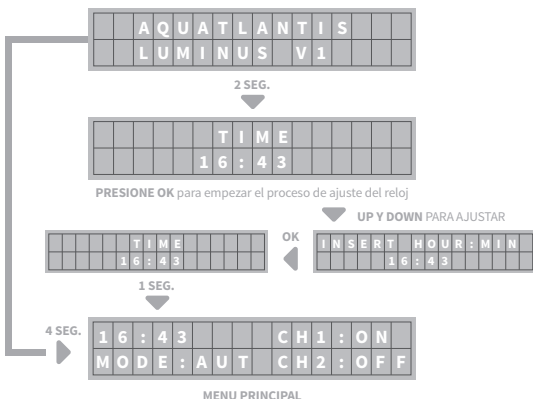 AQUATLANTIS
LUMINUS V1
2 SEG.
TIME
16:43
PRESIONE OK para empezar el proceso de ajuste del reloj
UP Y DOWN PARA AJUSTAR
OK
TIME
16:43
INSERT HOUR:MIN
16:43
1 SEG.
4 SEG.
16:43 CH1:ON
MODE:AUT CH2:OFF
MENU PRINCIPAL